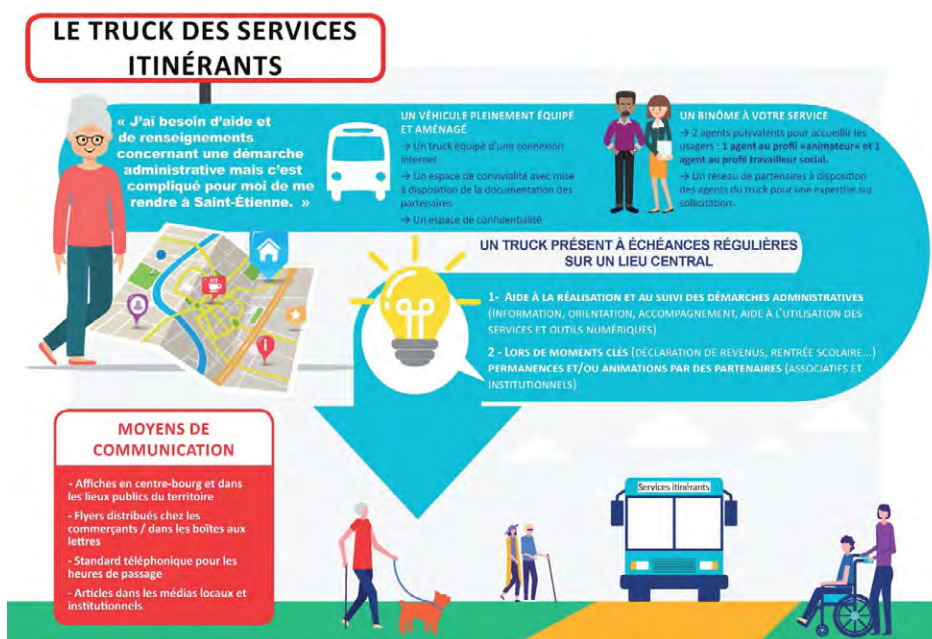 LE TRUCK DES SERVICES
ITINÉRANTS
« J'ai besoin d'aide et
de renseignements
concernant une démarche
administrative mais c'est
compliqué pour moi de me
rendre à Saint-Étienne. »
UN VÉHICULE PLEINEMENT ÉQUIPÉ
ET AMÉNAGÉ
→ Un truck équipé d'une connexion
internet
→ Un espace de convivialité avec mise
à disposition de la documentation des
partenaires
→ Un espace de confidentialité
UN BINÔME À VOTRE SERVICE
→ 2 agents polyvalents pour accueillir les
usagers : 1 agent au profil «animateur» et 1
agent au profil travailleur social.
→ Un réseau de partenaires à disposition
des agents du truck pour une expertise sur
sollicitation.
UN TRUCK PRÉSENT À ÉCHÉANCES RÉGULIÈRES
SUR UN LIEU CENTRAL
1- AIDE À LA RÉALISATION ET AU SUIVI DES DÉMARCHES ADMINISTRATIVES
(INFORMATION, ORIENTATION, ACCOMPAGNEMENT, AIDE À L'UTILISATION DES
SERVICES ET OUTILS NUMÉRIQUES)
2 - LORS DE MOMENTS CLÉS (DÉCLARATION DE REVENUS, RENTRÉE SCOLAIRE...)
PERMANENCES ET/OU ANIMATIONS PAR DES PARTENAIRES (ASSOCIATIFS ET
INSTITUTIONNELS)
MOYENS DE
COMMUNICATION
- Affiches en centre-bourg et dans
les lieux publics du territoire
- Flyers distribués chez les
commerçants / dans les boîtes aux
lettres
- Standard téléphonique pour les
heures de passage
- Articles dans les médias locaux et
institutionnels
Services itinérants